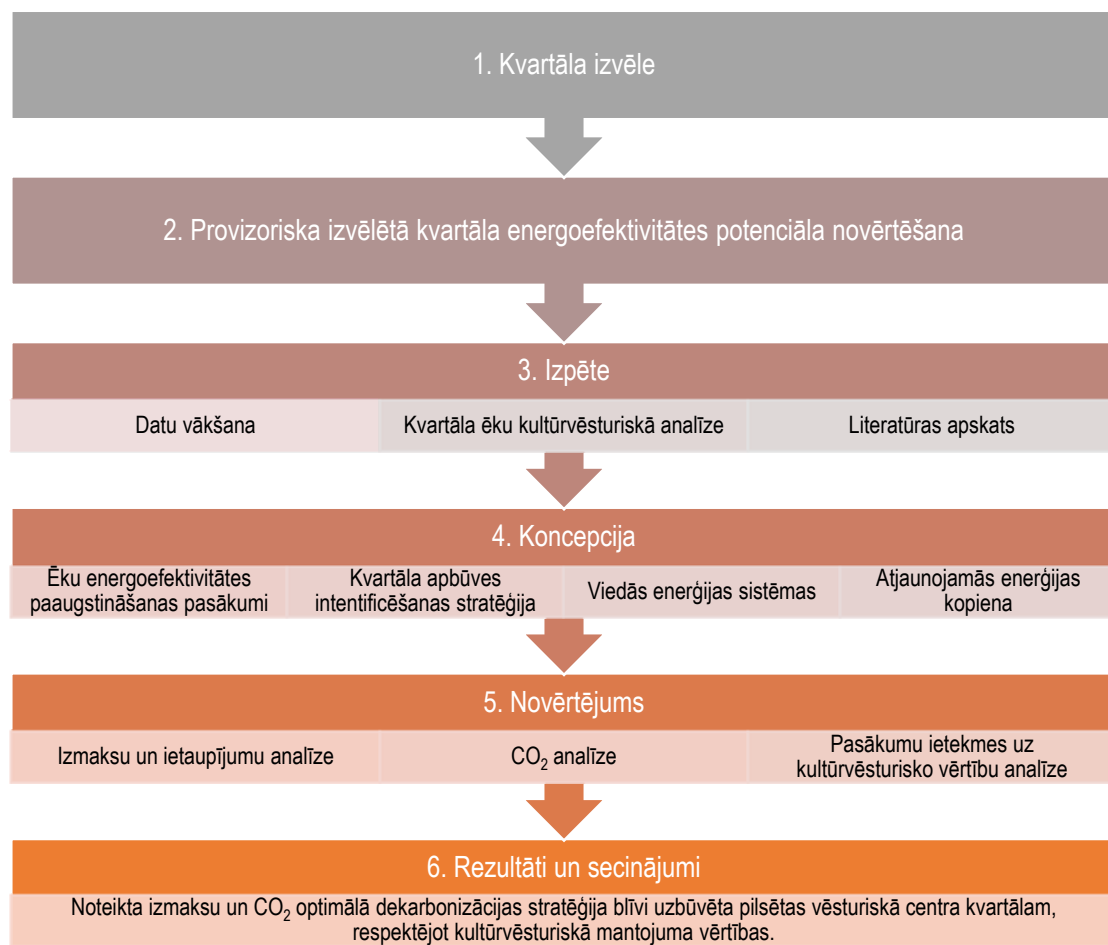 1. Kvartāla izvēle
2. Provizoriska izvēlētā kvartāla energoefektivitātes potenciāla novērtēšana
3. Izpēte
Datu vākšana
Kvartāla ēku kultūrvēsturiskā analīze
Literatūras apskats
4. Koncepcija
Ēku energoefektivitātes
paaugstināšanas pasākumi
Kvartāla apbūves
intentificēšanas stratēģija
Viedās enerģijas sistēmas
Atjaunojamās enerģijas
kopiena
5. Novērtējums
Izmaksu un ietaupījumu analīze
CO₂ analīze
Pasākumu ietekmes uz
kultūrvēsturisko vērtību analīze
6. Rezultāti un secinājumi
Noteikta izmaksu un CO₂ optimālā dekarbonizācijas stratēģija blīvi uzbūvēta pilsētas vēsturiskā centra kvartālam,
respektējot kultūrvēsturiskā mantojuma vērtības.